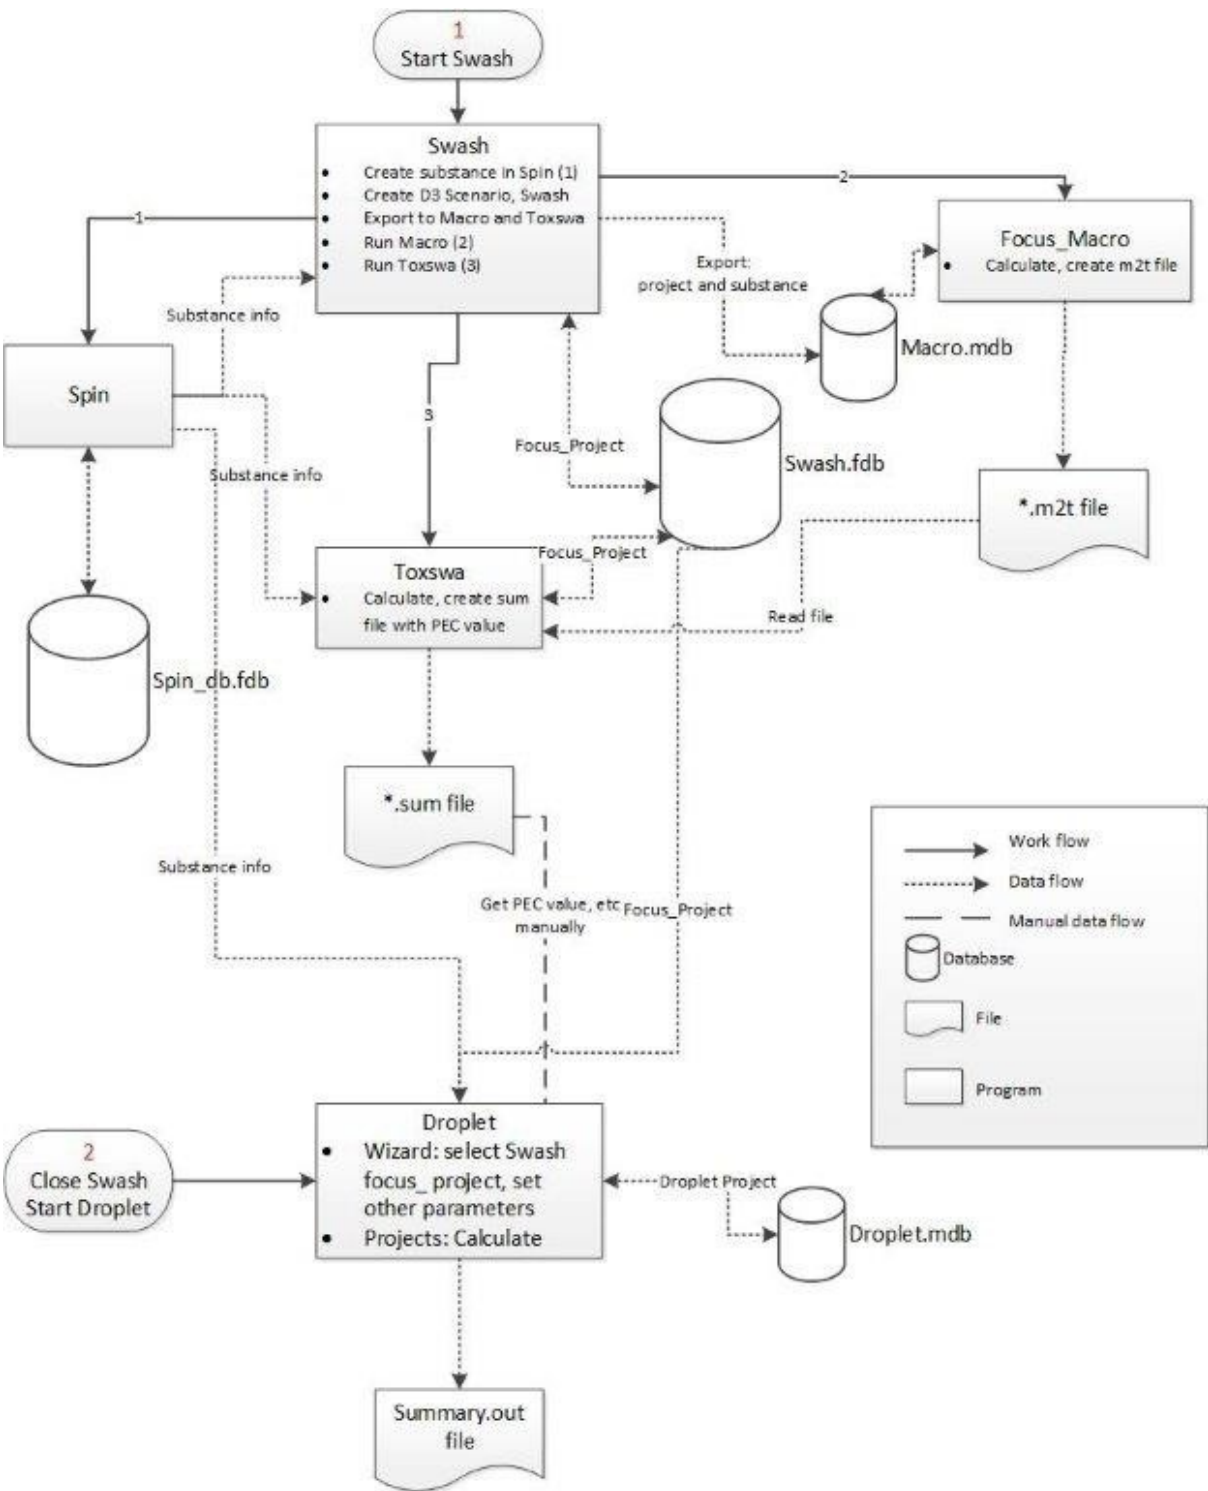 1
Start Swash
Swash
• Create substance in Spin (1)
• Create D3 Scenario, Swash
• Export to Macro and Toxswa
• Run Macro (2)
• Run Toxswa (3)
1
2
Focus_Macro
• Calculate, create m2t file
Export:
project and substance
Substance info
Macro.mdb
Spin
3
Focus_Project
Swash.fdb
Substance info
*.m2t file
Focus_Project
Toxswa
• Calculate, create sum
file with PEC value
Read file
Spin_db.fdb
*.sum file
Work flow
Substance info
Data flow
Get PEC value, etc
manually
Focus_Project
Manual data flow
Database
File
Program
Droplet
• Wizard: select Swash
focus_ project, set
other parameters
• Projects: Calculate
2
Close Swash
Start Droplet
Droplet Project
Droplet.mdb
Summary.out
file